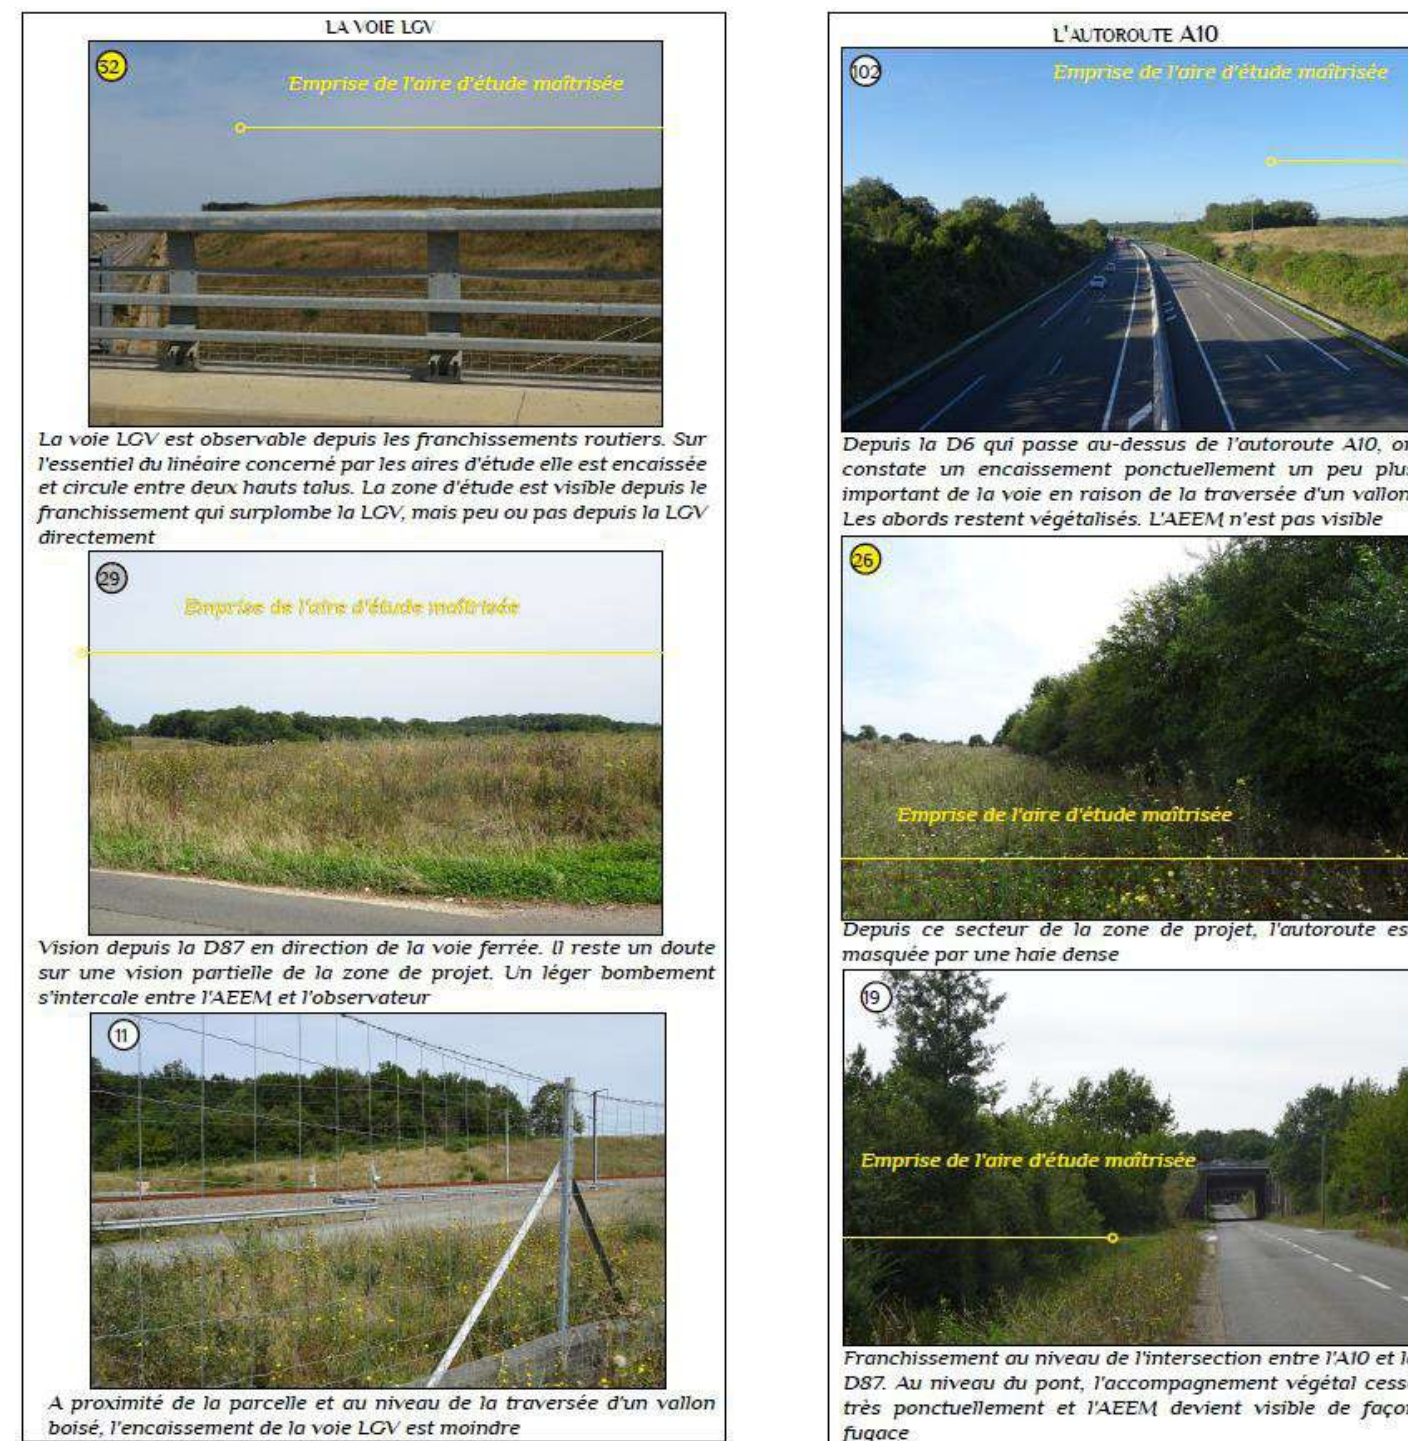 LA VOIE LGV
32
Emprise de l'aire d'étude maîtrisée
La voie LGV est observable depuis les franchissements routiers. Sur
l'essentiel du linéaire concerné par les aires d'étude elle est encaissée
et circule entre deux hauts talus. La zone d'étude est visible depuis le
franchissement qui surplombe la LGV, mais peu ou pas depuis la LGV
directement
29
Emprise de l'aire d'étude maîtrisée
Vision depuis la D87 en direction de la voie ferrée. Il reste un doute
sur une vision partielle de la zone de projet. Un léger bombement
s'intercale entre l'AEEM et l'observateur
11
A proximité de la parcelle et au niveau de la traversée d'un vallon
boisé, l'encaissement de la voie LGV est moindre
L'AUTOROUTE A10
102
Emprise de l'aire d'étude maîtrisée
Depuis la D6 qui passe au-dessus de l'autoroute A10, on
constate un encaissement ponctuellement un peu plus
important de la voie en raison de la traversée d'un vallon
Les abords restent végétalisés. L'AEEM n'est pas visible
26
Emprise de l'aire d'étude maîtrisée
Depuis ce secteur de la zone de projet, l'autoroute es
masquée par une haie dense
19
Emprise de l'aire d'étude maîtrisée
Franchissement au niveau de l'intersection entre l'A10 et l
D87. Au niveau du pont, l'accompagnement végétal cess
très ponctuellement et l'AEEM devient visible de façon
fugace